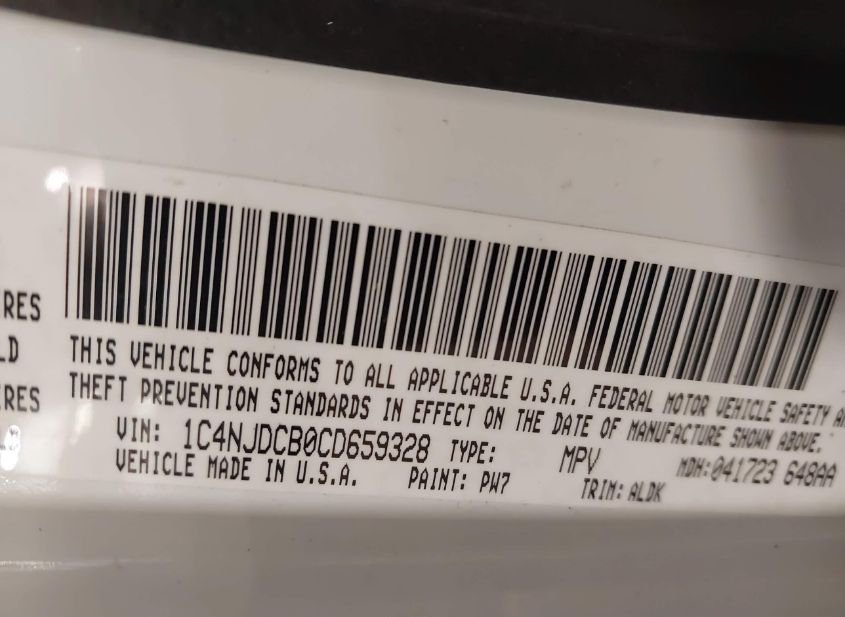 RES
LD
RES
THIS VEHICLE CONFORMS TO ALL APPLICABLE U.S.A. FEDERAL MOTOR VEHICLE SAFETY
THEFT PREVENTION STANDARDS IN EFFECT ON THE DATE OF MANUFACTURE SHOWN ABOVE.
VIN: 1C4NJDCB0CD659328 TYPE: MPV MDH:041723 648AA
VEHICLE MADE IN U.S.A. PAINT: PW7 TRIM: ALDK